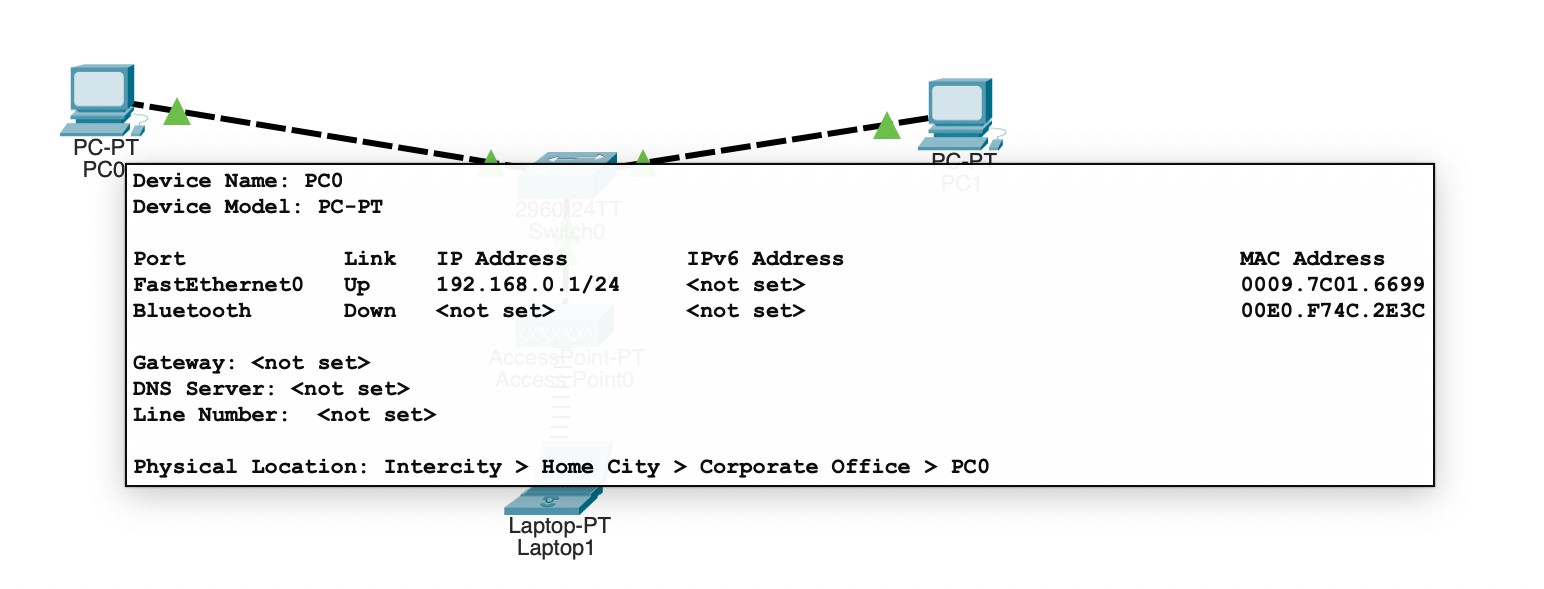 PC-PT
PC0
PC-PT
PC1
Device Name: PC0
Device Model: PC-PT
2960-24TT
Switch0
Port Link IP Address IPv6 Address MAC Address
FastEthernet0 Up 192.168.0.1/24 <not set> 0009.7C01.6699
Bluetooth Down <not set> <not set> 00E0.F74C.2E3C
Gateway: <not set>
AccessPoint-PT
DNS Server: <not set>
Access Point0
Line Number: <not set>
Physical Location: Intercity > Home City > Corporate Office > PC0
Laptop-PT
Laptop1